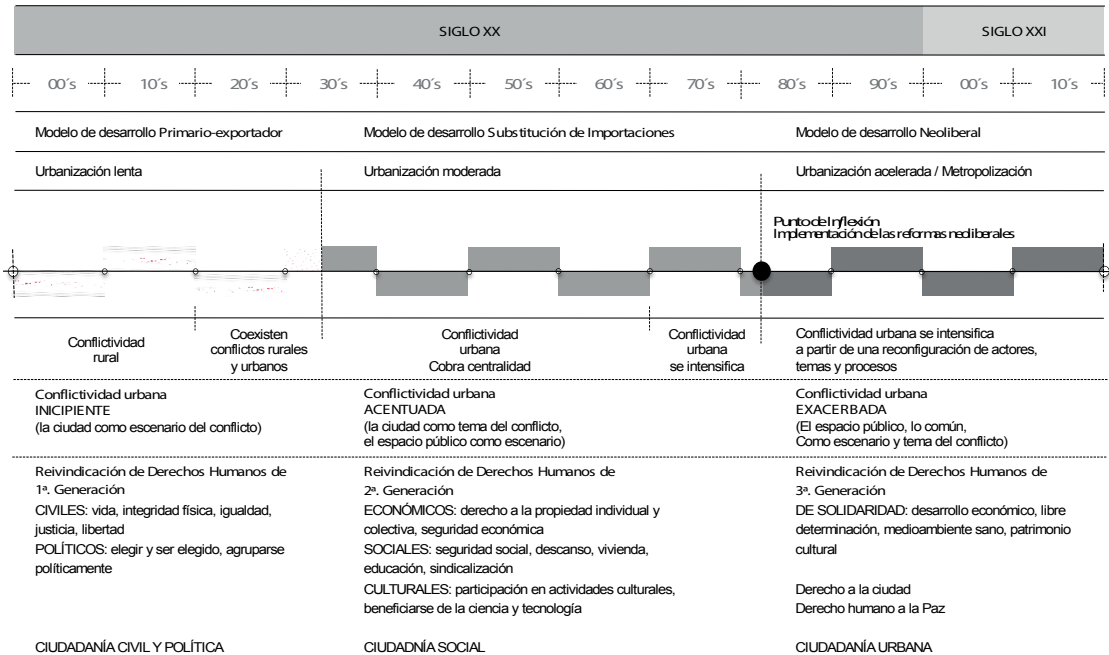 SIGLO XX
SIGLO XXI
00´s
10´s
20´s
30´s
40´s
50´s
60´s
70´s
80´s
90´s
00´s
10´s
Modelo de desarrollo Primario-exportador
Modelo de desarrollo Substitución de Importaciones
Modelo de desarrollo Neoliberal
Urbanización lenta
Urbanización moderada
Urbanización acelerada / Metropolización
Punto de Inflexión
Implementación de las reformas neoliberales
Conflictividad
rural
Coexisten
conflictos rurales
y urbanos
Conflictividad
urbana
Cobra centralidad
Conflictividad
urbana
se intensifica
Conflictividad urbana se intensifica
a partir de una reconfiguración de actores,
temas y procesos
Conflictividad urbana
INICIPIENTE
(la ciudad como escenario del conflicto)
Conflictividad urbana
ACENTUADA
(la ciudad como tema del conflicto,
el espacio público como escenario)
Conflictividad urbana
EXACERBADA
(El espacio público, lo común,
Como escenario y tema del conflicto)
Reivindicación de Derechos Humanos de
1ª. Generación
CIVILES: vida, integridad física, igualdad,
justicia, libertad
POLÍTICOS: elegir y ser elegido, agruparse
políticamente
Reivindicación de Derechos Humanos de
2ª. Generación
ECONÓMICOS: derecho a la propiedad individual y
colectiva, seguridad económica
SOCIALES: seguridad social, descanso, vivienda,
educación, sindicalización
CULTURALES: participación en actividades culturales,
beneficiarse de la ciencia y tecnología
Reivindicación de Derechos Humanos de
3ª. Generación
DE SOLIDARIDAD: desarrollo económico, libre
determinación, medioambiente sano, patrimonio
cultural
Derecho a la ciudad
Derecho humano a la Paz
CIUDADANÍA CIVIL Y POLÍTICA
CIUDADNÍA SOCIAL
CIUDADANÍA URBANA